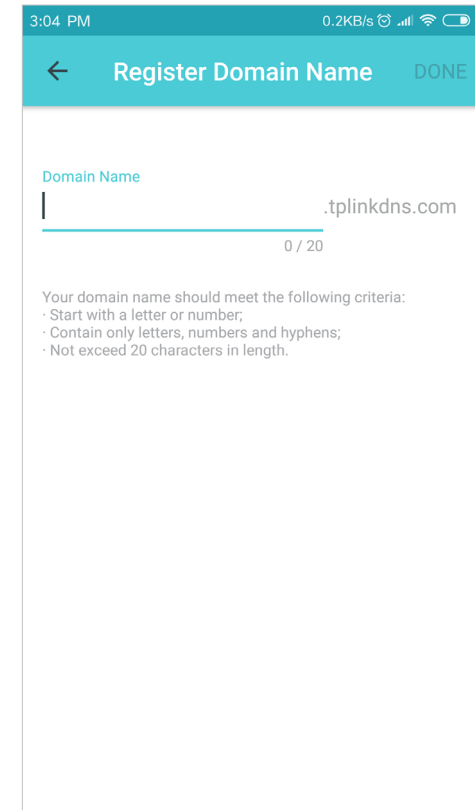 3:04 PM 0.2KB/s
Register Domain Name DONE
Domain Name
.tplinkdns.com
0 / 20
Your domain name should meet the following criteria:
· Start with a letter or number;
· Contain only letters, numbers and hyphens;
· Not exceed 20 characters in length.